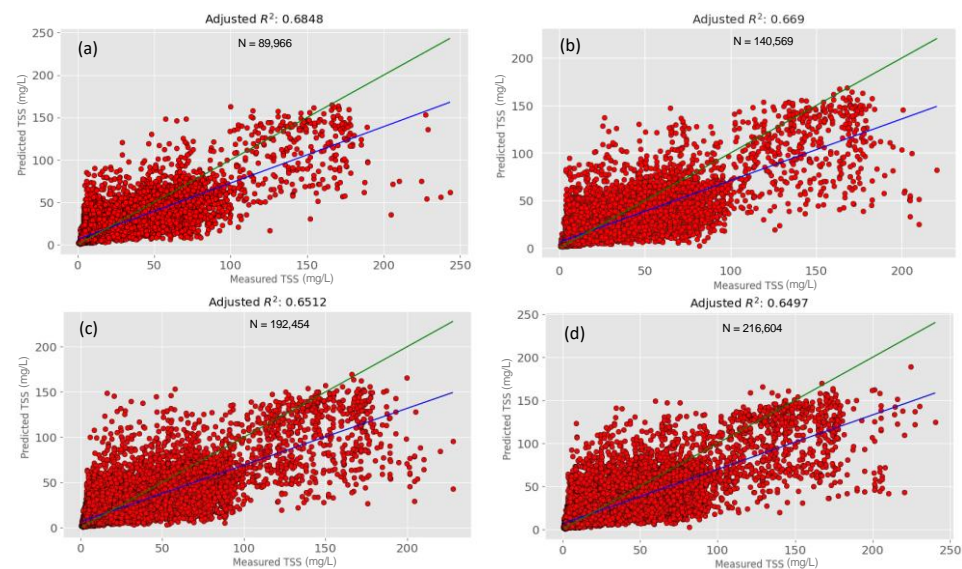 Adjusted R²: 0.6848
(a)
N = 89,966
Predicted TSS (mg/L)
250
200
150
100
50
0
0 50 100 150 200 250
Measured TSS (mg/L)
Adjusted R²: 0.669
(b)
N = 140,569
Predicted TSS (mg/L)
250
200
150
100
50
0
0 50 100 150 200
Measured TSS (mg/L)
Adjusted R²: 0.6512
(c)
N = 192,454
Predicted TSS (mg/L)
200
150
100
50
0
0 50 100 150 200
Measured TSS (mg/L)
Adjusted R²: 0.6497
(d)
N = 216,604
Predicted TSS (mg/L)
250
200
150
100
50
0
0 50 100 150 200 250
Measured TSS (mg/L)